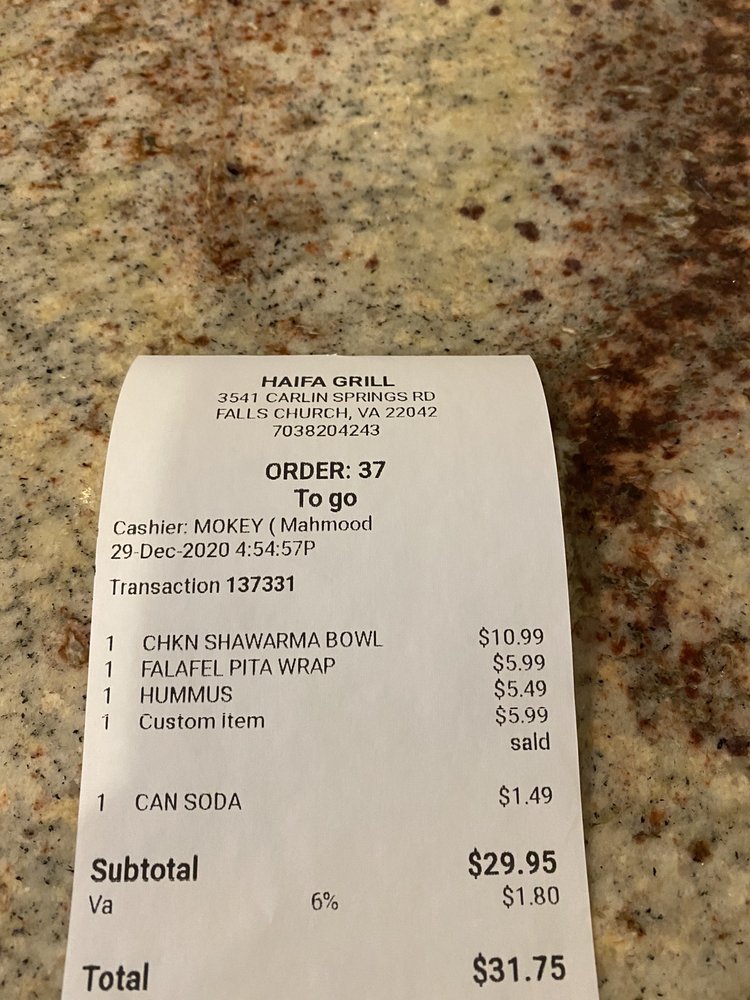 HAIFA GRILL
3541 CARLIN SPRINGS RD
FALLS CHURCH, VA 22042
7038204243
ORDER: 37
To go
Cashier: MOKEY ( Mahmood
29-Dec-2020 4:54:57P
Transaction 137331
1 CHKN SHAWARMA BOWL $10.99
1 FALAFEL PITA WRAP $5.99
1 HUMMUS $5.49
1 Custom item $5.99
sald
1 CAN SODA $1.49
Subtotal $29.95
Va 6% $1.80
Total $31.75